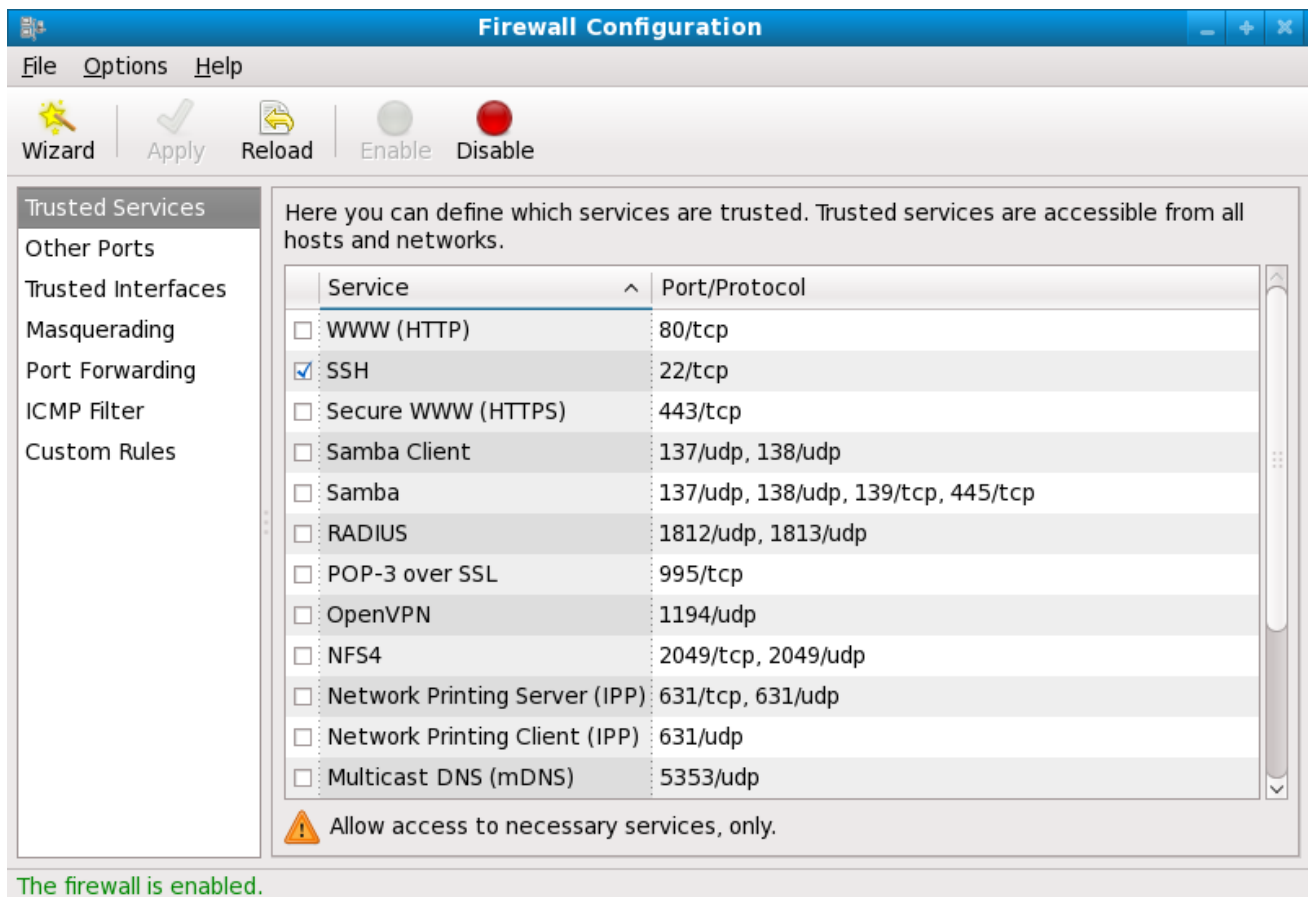 Firewall Configuration
File Options Help
Wizard Apply Reload Enable Disable
Trusted Services
Other Ports
Trusted Interfaces
Masquerading
Port Forwarding
ICMP Filter
Custom Rules
Here you can define which services are trusted. Trusted services are accessible from all
hosts and networks.
Service Port/Protocol
WWW (HTTP) 80/tcp
SSH 22/tcp
Secure WWW (HTTPS) 443/tcp
Samba Client 137/udp, 138/udp
Samba 137/udp, 138/udp, 139/tcp, 445/tcp
RADIUS 1812/udp, 1813/udp
POP-3 over SSL 995/tcp
OpenVPN 1194/udp
NFS4 2049/tcp, 2049/udp
Network Printing Server (IPP) 631/tcp, 631/udp
Network Printing Client (IPP) 631/udp
Multicast DNS (mDNS) 5353/udp
Allow access to necessary services, only.
The firewall is enabled.